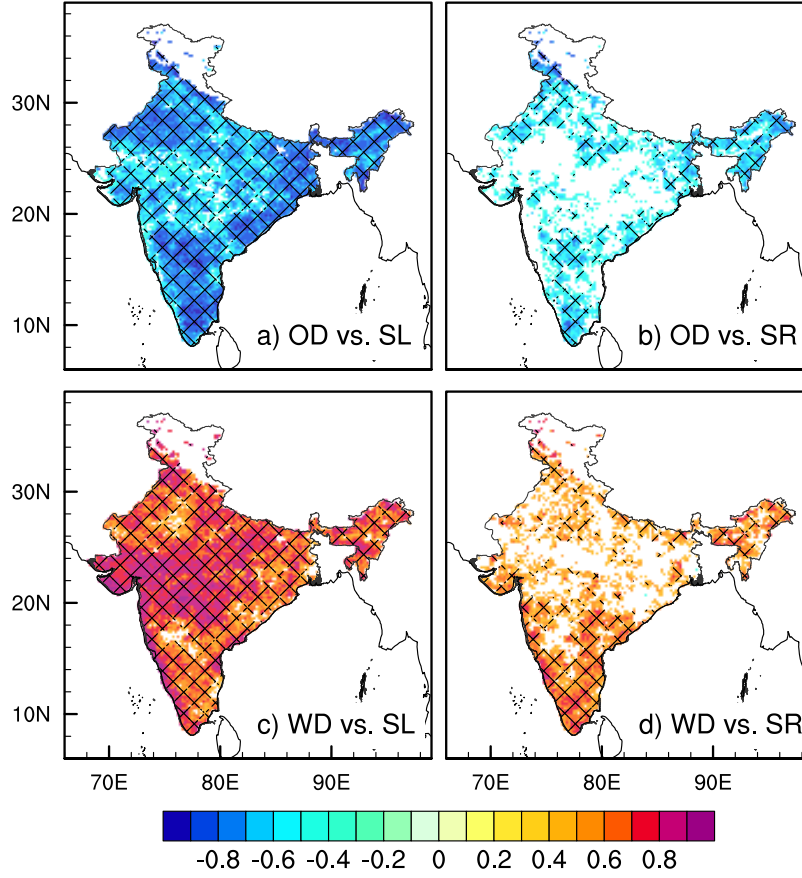 30N
20N
10N
a) OD vs. SL
b) OD vs. SR
30N
20N
10N
c) WD vs. SL
d) WD vs. SR
70E 80E 90E 70E 80E 90E
-0.8 -0.6 -0.4 -0.2 0 0.2 0.4 0.6 0.8